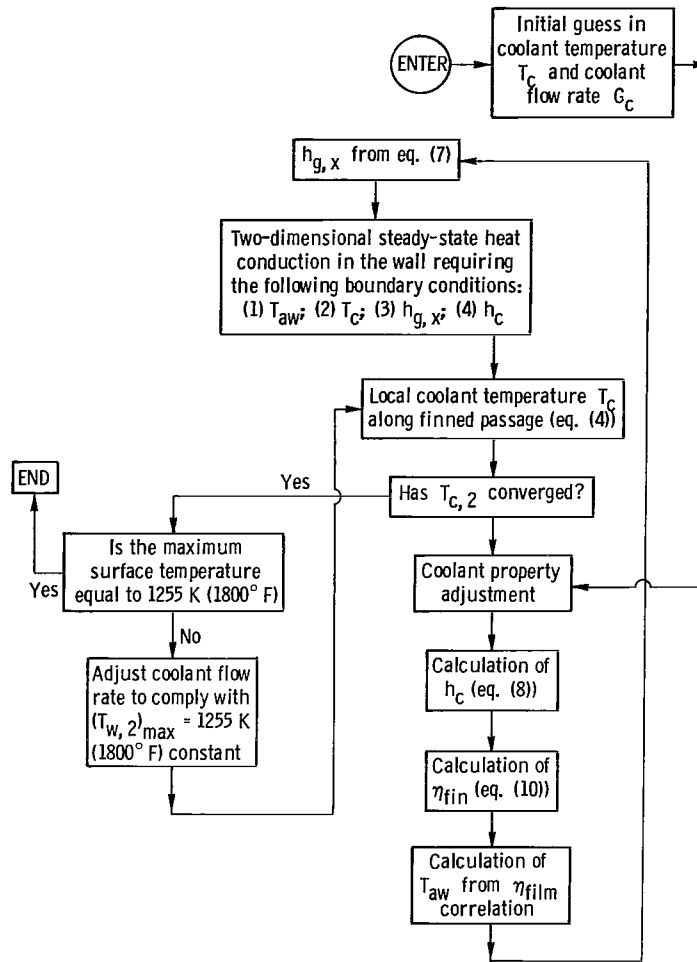 ENTER
Initial guess in
coolant temperature
T_c and coolant
flow rate G_c
h_g,x from eq. (7)
Two-dimensional steady-state heat
conduction in the wall requiring
the following boundary conditions:
(1) T_aw; (2) T_c; (3) h_g,x; (4) h_c
Local coolant temperature T_c
along finned passage (eq. (4))
Has T_c,2 converged?
Yes
END
Is the maximum
surface temperature
equal to 1255 K (1800° F)
Yes
No
Adjust coolant flow
rate to comply with
(T_w,2)_max = 1255 K
(1800° F) constant
Coolant property
adjustment
Calculation of
h_c (eq. (8))
Calculation of
η_fin (eq. (10))
Calculation of
T_aw from η_film
correlation